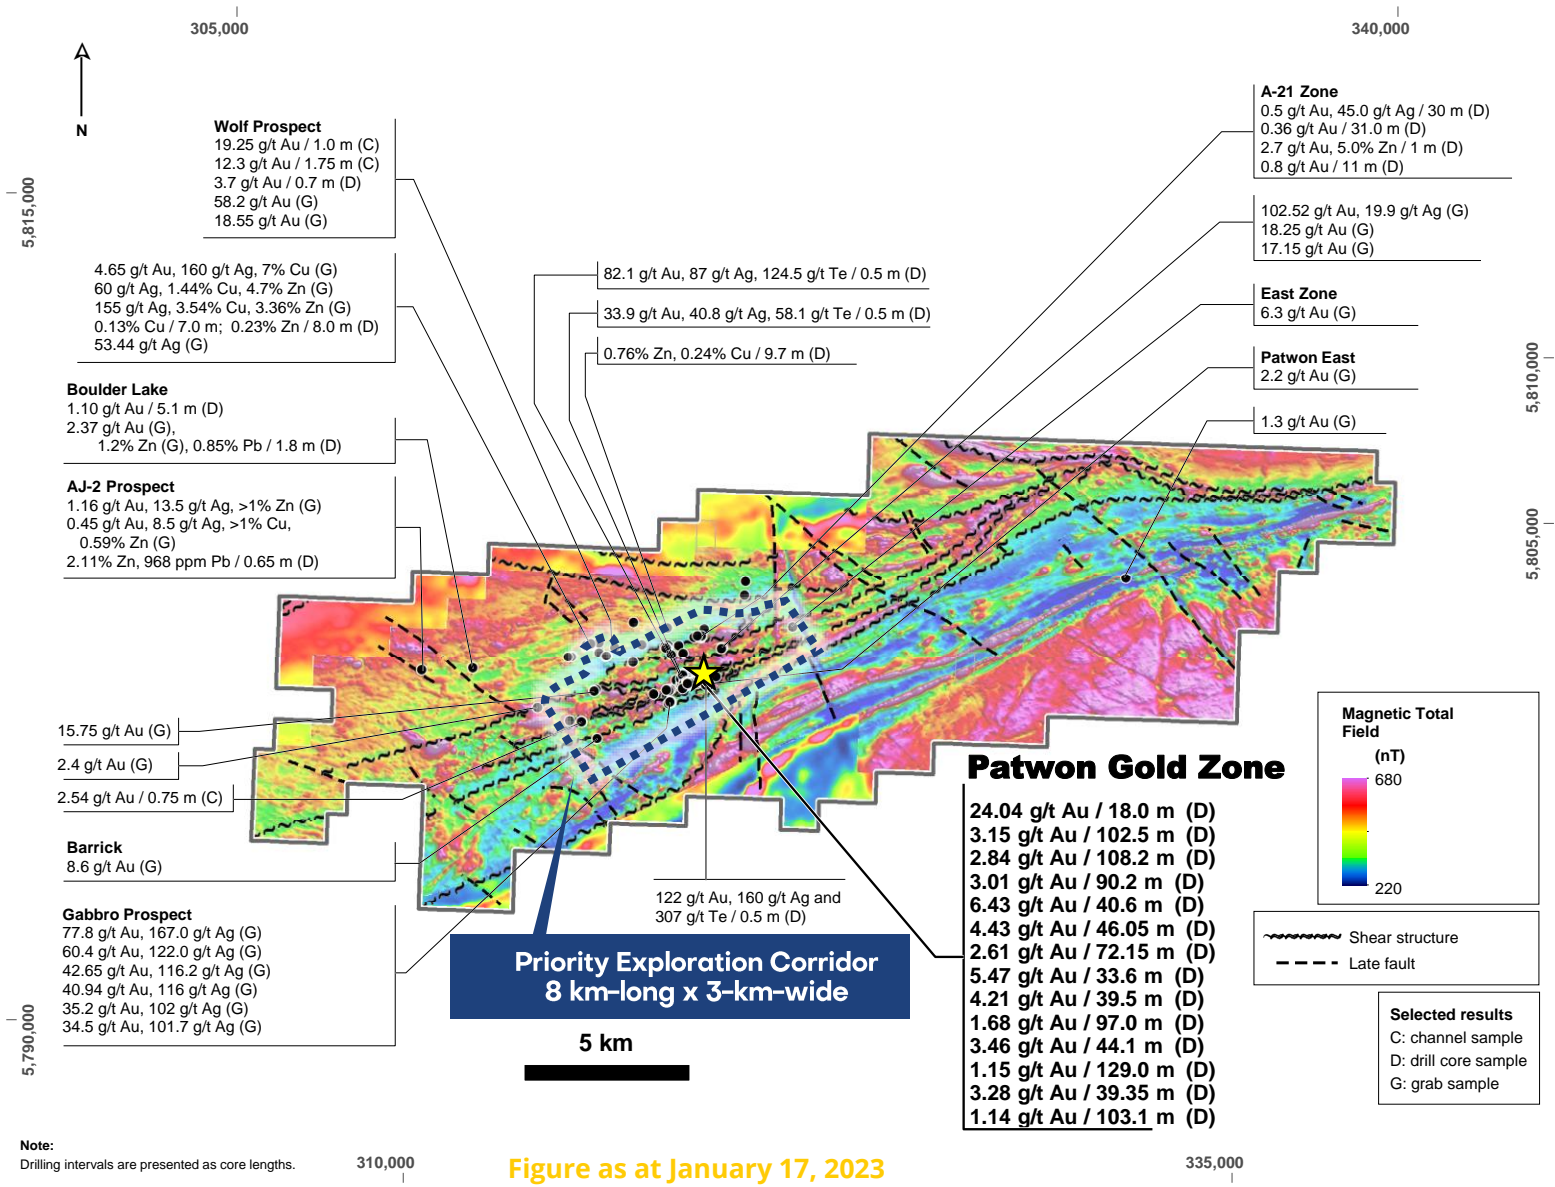 305,000
340,000
N
5,815,000
5,810,000
5,805,000
5,790,000
Wolf Prospect
19.25 g/t Au / 1.0 m (C)
12.3 g/t Au / 1.75 m (C)
3.7 g/t Au / 0.7 m (D)
58.2 g/t Au (G)
18.55 g/t Au (G)
4.65 g/t Au, 160 g/t Ag, 7% Cu (G)
60 g/t Ag, 1.44% Cu, 4.7% Zn (G)
155 g/t Ag, 3.54% Cu, 3.36% Zn (G)
0.13% Cu / 7.0 m; 0.23% Zn / 8.0 m (D)
53.44 g/t Ag (G)
Boulder Lake
1.10 g/t Au / 5.1 m (D)
2.37 g/t Au (G),
1.2% Zn (G), 0.85% Pb / 1.8 m (D)
AJ-2 Prospect
1.16 g/t Au, 13.5 g/t Ag, >1% Zn (G)
0.45 g/t Au, 8.5 g/t Ag, >1% Cu,
0.59% Zn (G)
2.11% Zn, 968 ppm Pb / 0.65 m (D)
82.1 g/t Au, 87 g/t Ag, 124.5 g/t Te / 0.5 m (D)
33.9 g/t Au, 40.8 g/t Ag, 58.1 g/t Te / 0.5 m (D)
0.76% Zn, 0.24% Cu / 9.7 m (D)
A-21 Zone
0.5 g/t Au, 45.0 g/t Ag / 30 m (D)
0.36 g/t Au / 31.0 m (D)
2.7 g/t Au, 5.0% Zn / 1 m (D)
0.8 g/t Au / 11 m (D)
102.52 g/t Au, 19.9 g/t Ag (G)
18.25 g/t Au (G)
17.15 g/t Au (G)
East Zone
6.3 g/t Au (G)
Patwon East
2.2 g/t Au (G)
1.3 g/t Au (G)
15.75 g/t Au (G)
2.4 g/t Au (G)
2.54 g/t Au / 0.75 m (C)
Barrick
8.6 g/t Au (G)
Gabbro Prospect
77.8 g/t Au, 167.0 g/t Ag (G)
60.4 g/t Au, 122.0 g/t Ag (G)
42.65 g/t Au, 116.2 g/t Ag (G)
40.94 g/t Au, 116 g/t Ag (G)
35.2 g/t Au, 102 g/t Ag (G)
34.5 g/t Au, 101.7 g/t Ag (G)
122 g/t Au, 160 g/t Ag and
307 g/t Te / 0.5 m (D)
Priority Exploration Corridor
8 km-long x 3-km-wide
5 km
Patwon Gold Zone
24.04 g/t Au / 18.0 m (D)
3.15 g/t Au / 102.5 m (D)
2.84 g/t Au / 108.2 m (D)
3.01 g/t Au / 90.2 m (D)
6.43 g/t Au / 40.6 m (D)
4.43 g/t Au / 46.05 m (D)
2.61 g/t Au / 72.15 m (D)
5.47 g/t Au / 33.6 m (D)
4.21 g/t Au / 39.5 m (D)
1.68 g/t Au / 97.0 m (D)
3.46 g/t Au / 44.1 m (D)
1.15 g/t Au / 129.0 m (D)
3.28 g/t Au / 39.35 m (D)
1.14 g/t Au / 103.1 m (D)
Magnetic Total
Field
(nT)
680
220
Shear structure
Late fault
Selected results
C: channel sample
D: drill core sample
G: grab sample
Note:
Drilling intervals are presented as core lengths.
310,000
Figure as at January 17, 2023
335,000